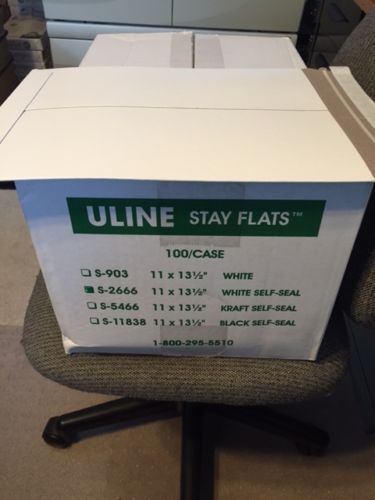 ULINE STAY FLATS™
100/CASE
S-903 11 x 13½" WHITE
S-2666 11 x 13½" WHITE SELF-SEAL
S-5466 11 x 13½" KRAFT SELF-SEAL
S-11838 11 x 13½" BLACK SELF-SEAL
1-800-295-5510